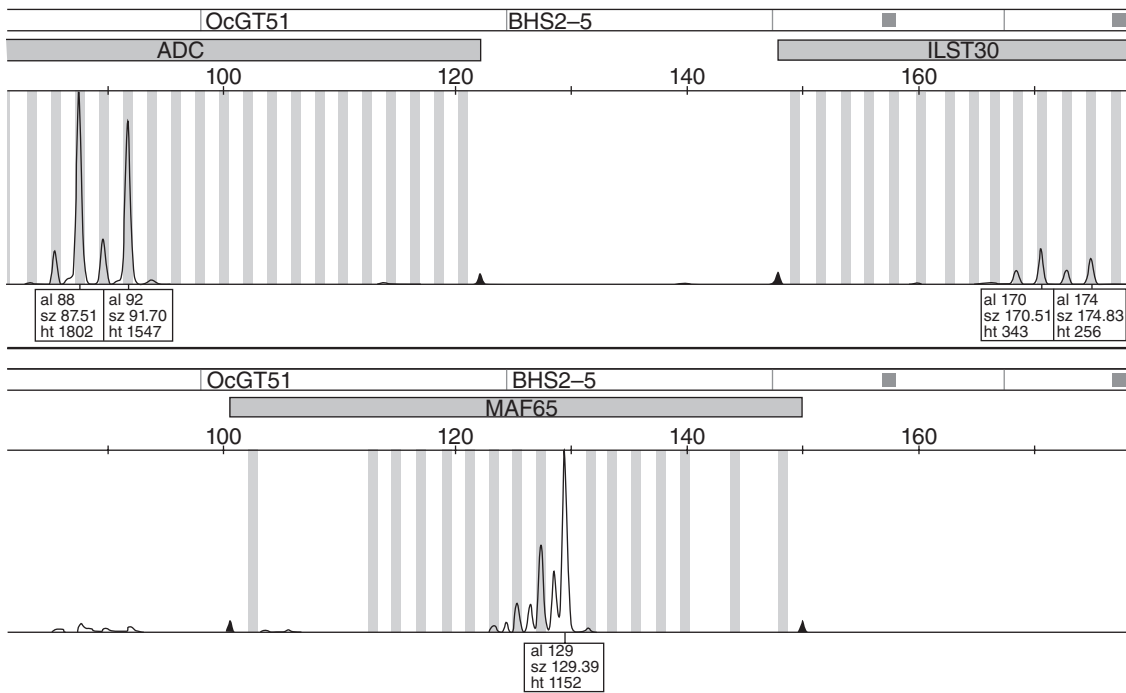 OcGT51 BHS2–5
ADC ILST30
100 120 140 160
al 88 al 92 al 170 al 174
sz 87.51 sz 91.70 sz 170.51 sz 174.83
ht 1802 ht 1547 ht 343 ht 256
OcGT51 BHS2–5
MAF65
100 120 140 160
al 129
sz 129.39
ht 1152